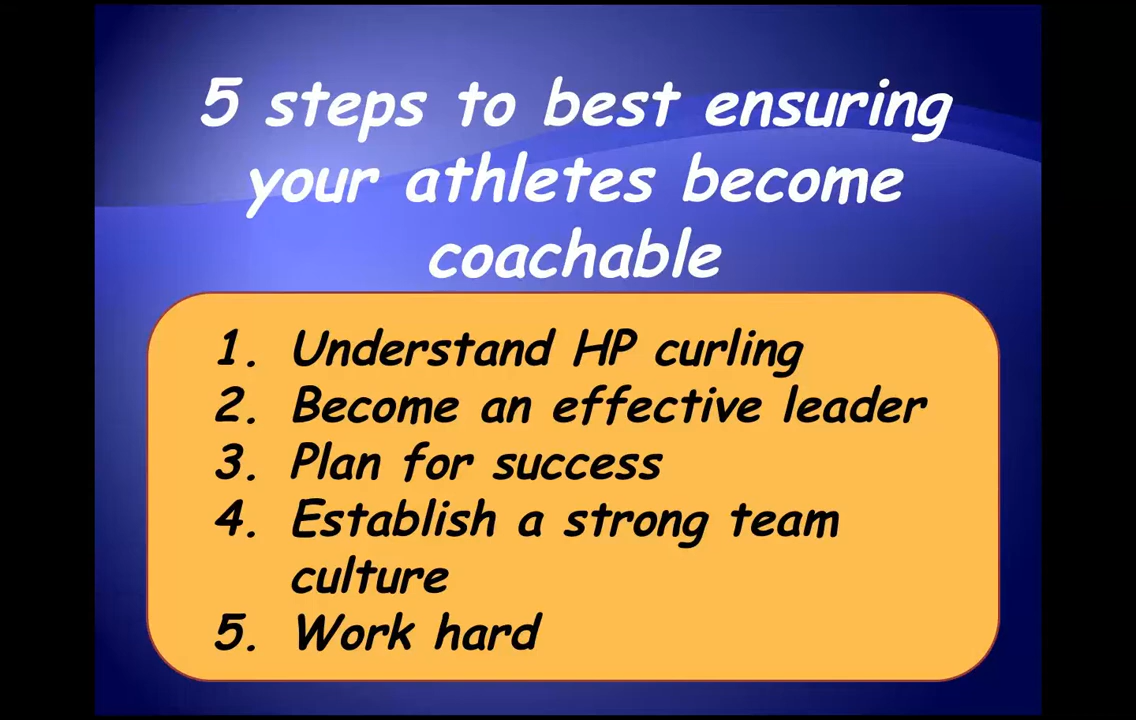 5 steps to best ensuring
your athletes become
coachable
1. Understand HP curling
2. Become an effective leader
3. Plan for success
4. Establish a strong team
culture
5. Work hard